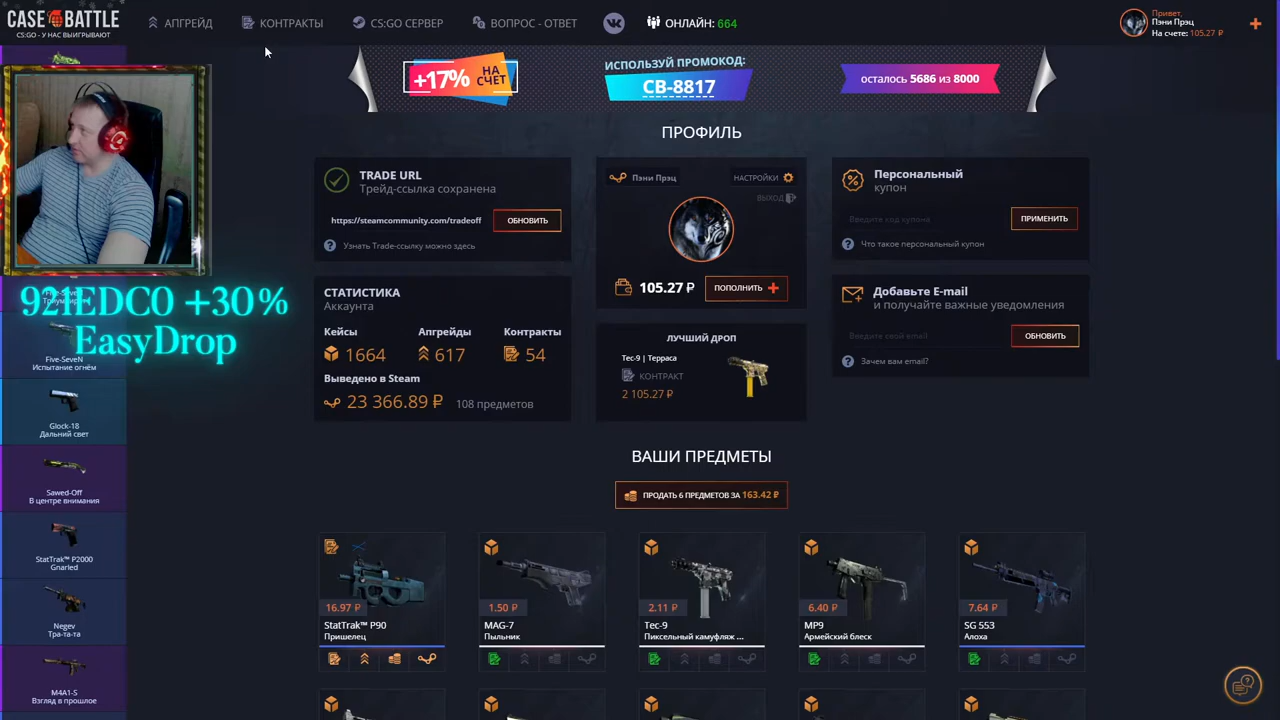 CASE BATTLE
CS:GO - У НАС ВЫИГРЫВАЮТ
АПГРЕЙД
КОНТРАКТЫ
CS:GO СЕРВЕР
ВОПРОС - ОТВЕТ
ОНЛАЙН: 664
Привет,
Пэни Прэц
На счете: 105.27 ₽
+17% НА СЧЕТ
ИСПОЛЬЗУЙ ПРОМОКОД:
CB-8817
осталось 5686 из 8000
ПРОФИЛЬ
TRADE URL
Трейд-ссылка сохранена
https://steamcommunity.com/tradeoff
ОБНОВИТЬ
Узнать Trade-ссылку можно здесь
Пэни Прэц
НАСТРОЙКИ
ВЫХОД
105.27 ₽
ПОПОЛНИТЬ
Персональный
купон
Введите код купона
ПРИМЕНИТЬ
Что такое персональный купон
СТАТИСТИКА
Аккаунта
Кейсы
Апгрейды
Контракты
1664
617
54
Выведено в Steam
23 366.89 ₽
108 предметов
ЛУЧШИЙ ДРОП
Tec-9 | Терраса
КОНТРАКТ
2 105.27 ₽
Добавьте E-mail
и получайте важные уведомления
Введите свой email
ОБНОВИТЬ
Зачем вам email?
921EDC0 +30%
EasyDrop
Five-SeveN
Испытание огнём
Glock-18
Дальний свет
Sawed-Off
В центре внимания
StatTrak™ P2000
Gnarled
Negev
Тра-та-та
M4A1-S
Взгляд в прошлое
ВАШИ ПРЕДМЕТЫ
ПРОДАТЬ 6 ПРЕДМЕТОВ ЗА 163.42 ₽
16.97 ₽
StatTrak™ P90
Пришелец
1.50 ₽
MAG-7
Пыльник
2.11 ₽
Tec-9
Пиксельный камуфляж ...
6.40 ₽
MP9
Армейский блеск
7.64 ₽
SG 553
Алоха